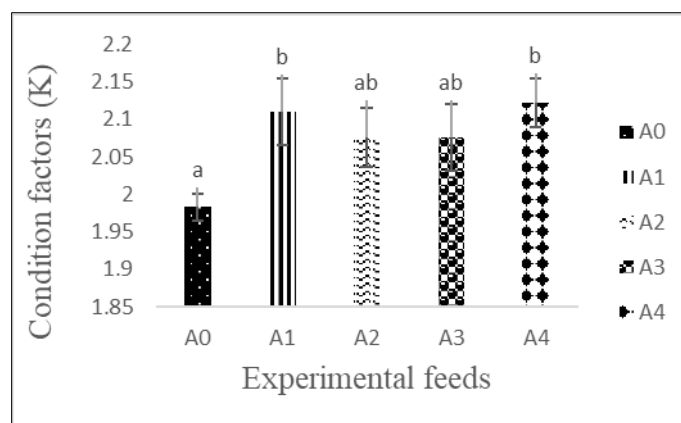 Condition factors (K)
2.2
2.15
2.1
2.05
2
1.95
1.9
1.85
a
b
ab
ab
b
A0 A1 A2 A3 A4
Experimental feeds
A0
A1
A2
A3
A4